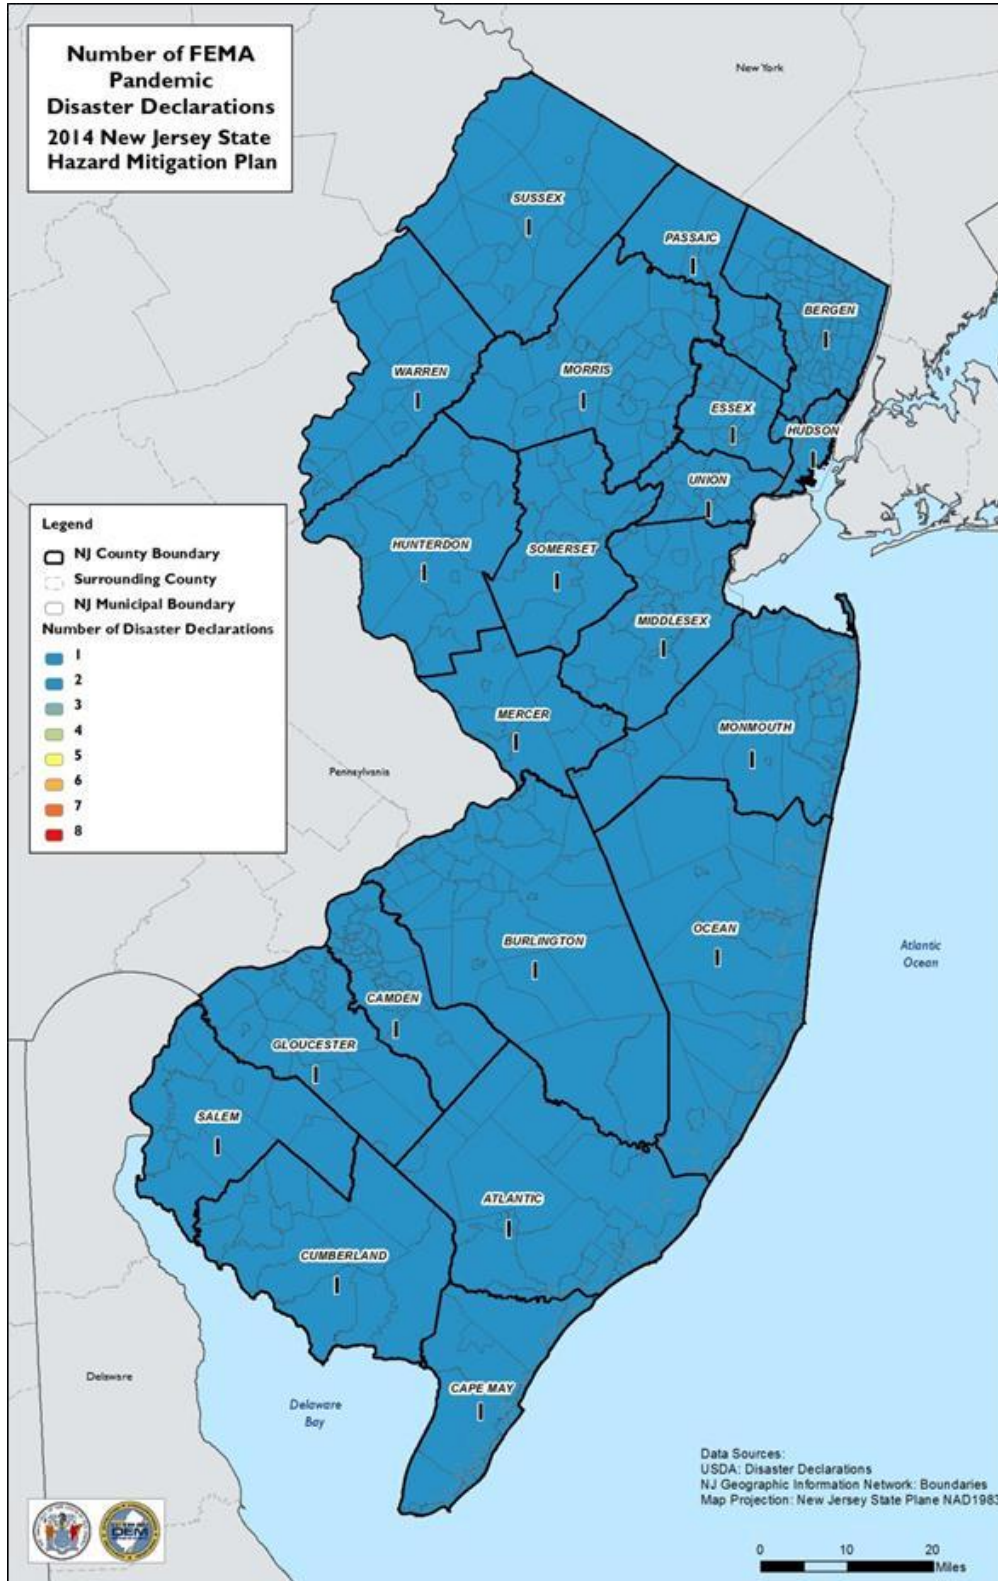 Number of FEMA
Pandemic
Disaster Declarations
2014 New Jersey State
Hazard Mitigation Plan
New York
SUSSEX
1
PASSAIC
1
BERGEN
1
WARREN
1
MORRIS
1
ESSEX
1
HUDSON
1
UNION
1
Legend
NJ County Boundary
Surrounding County
NJ Municipal Boundary
Number of Disaster Declarations
1
2
3
4
5
6
7
8
HUNTERDON
1
SOMERSET
1
MIDDLESEX
1
MERCER
1
MONMOUTH
1
Pennsylvania
BURLINGTON
1
OCEAN
1
Atlantic
Ocean
CAMDEN
1
GLOUCESTER
1
SALEM
1
ATLANTIC
1
CUMBERLAND
1
CAPE MAY
1
Delaware
Delaware
Bay
Data Sources:
USDA: Disaster Declarations
NJ Geographic Information Network: Boundaries
Map Projection: New Jersey State Plane NAD1983
OEM
0 10 20
Miles